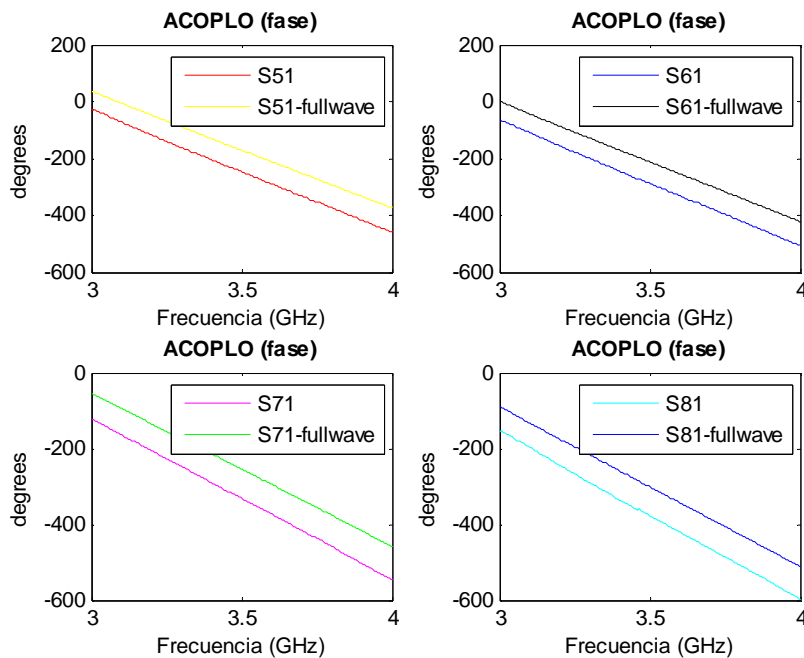 ACOPLO (fase)
200
0
-200
-400
-600
degrees
S51
S51-fullwave
3
3.5
4
Frecuencia (GHz)
ACOPLO (fase)
200
0
-200
-400
-600
degrees
S61
S61-fullwave
3
3.5
4
Frecuencia (GHz)
ACOPLO (fase)
0
-200
-400
-600
degrees
S71
S71-fullwave
3
3.5
4
Frecuencia (GHz)
ACOPLO (fase)
0
-200
-400
-600
degrees
S81
S81-fullwave
3
3.5
4
Frecuencia (GHz)